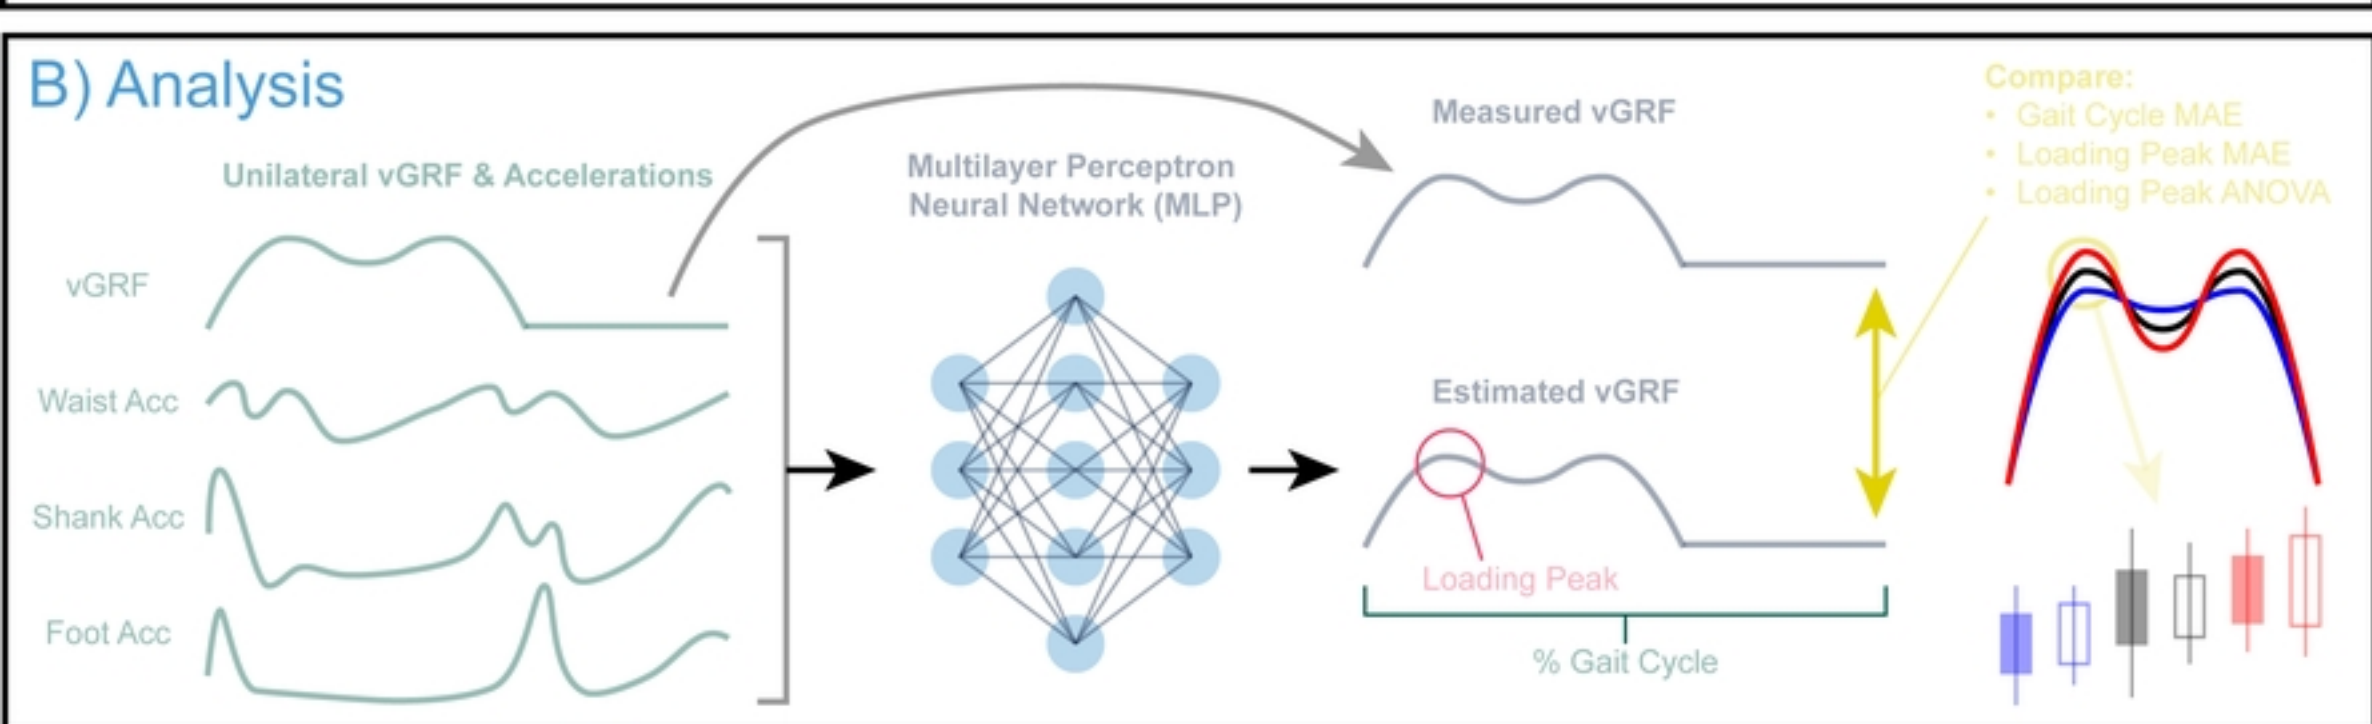 B) Analysis
Unilateral vGRF & Accelerations
vGRF
Waist Acc
Shank Acc
Foot Acc
Multilayer Perceptron
Neural Network (MLP)
Measured vGRF
Estimated vGRF
Loading Peak
% Gait Cycle
Compare:
• Gait Cycle MAE
• Loading Peak MAE
• Loading Peak ANOVA